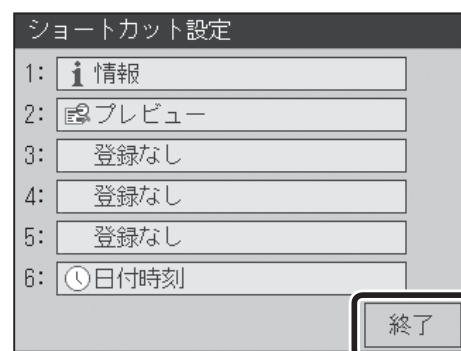 ショートカット設定
1: 情報
2: プレビュー
3: 登録なし
4: 登録なし
5: 登録なし
6: 日付時刻
終了